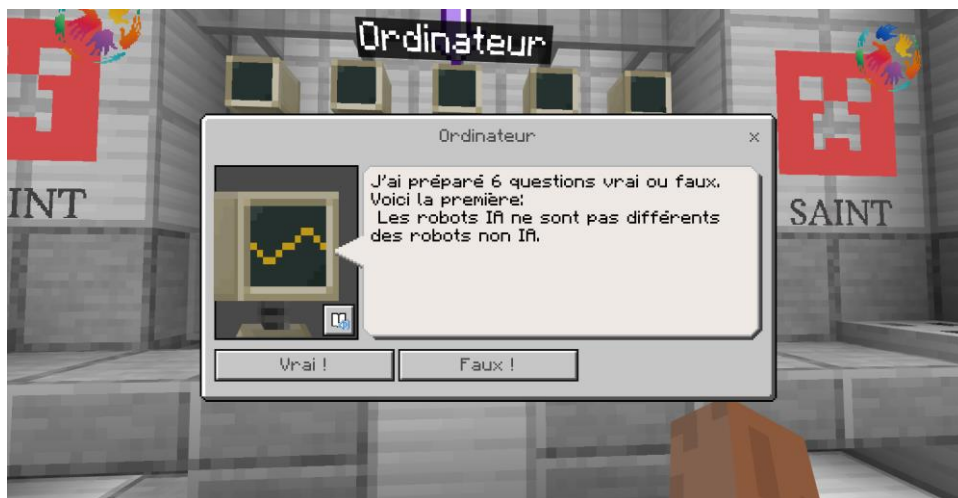 Ordinateur
Ordinateur
x
J'ai préparé 6 questions vrai ou faux.
Voici la première:
Les robots IA ne sont pas différents
des robots non IA.
INT
SAINT
Vrai !
Faux !